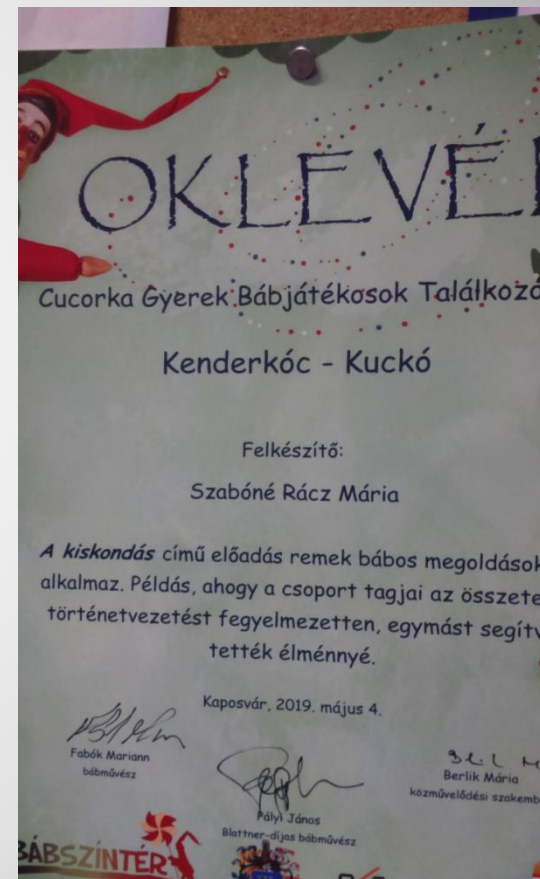 OKLEVÉL
Cucorka Gyerek Bábjátékosok Találkozó
Kenderkóc - Kuckó
Felkészítő:
Szabóné Rácz Mária
A kiskondás című előadás remek bábos megoldások
alkalmaz. Példás, ahogy a csoport tagjai az összete
történetvezetést fegyelmezetten, egymást segítv
tették élménnyé.
Kaposvár, 2019. május 4.
Fabók Mariann
bábművész
Pályi János
Blattner-díjas bábművész
Berlik Mária
közművelődési szakemb
BÁBSZÍNTÉR